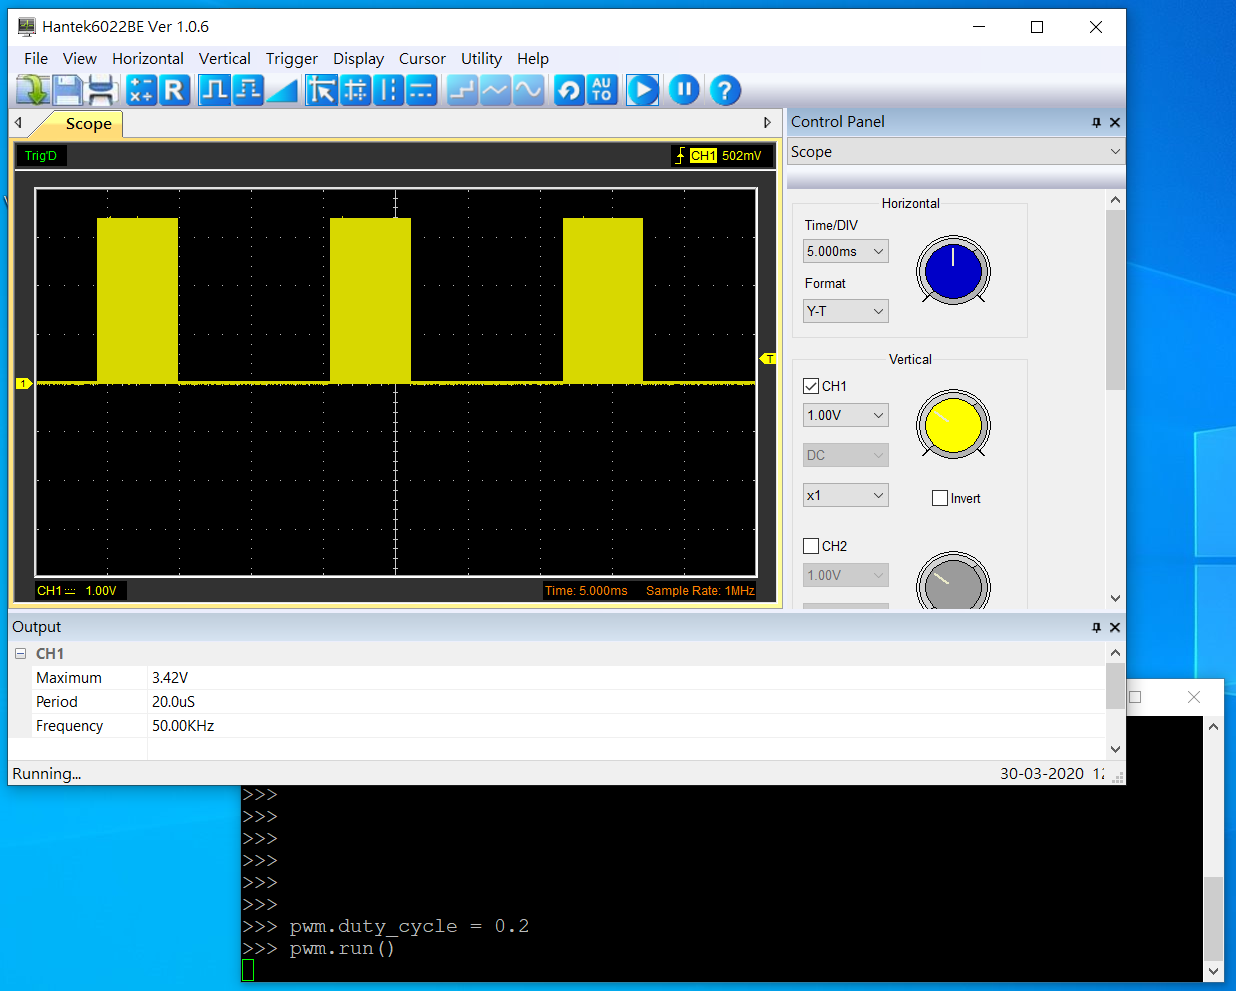 Hantek6022BE Ver 1.0.6
File View Horizontal Vertical Trigger Display Cursor Utility Help
R AU TO ?
Scope
Trig'D
CH1 502mV
1
T
CH1 1.00V
Time: 5.000ms Sample Rate: 1MHz
Control Panel
Scope
Horizontal
Time/DIV
5.000ms
Format
Y-T
Vertical
CH1
1.00V
DC
x1
Invert
CH2
1.00V
Output
CH1
Maximum 3.42V
Period 20.0uS
Frequency 50.00KHz
Running...
30-03-2020
>>>
>>>
>>>
>>>
>>>
>>>
>>> pwm.duty_cycle = 0.2
>>> pwm.run()